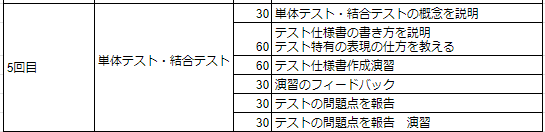 30 単体テスト・結合テストの概念を説明
テスト仕様書の書き方を説明
60 テスト特有の表現の仕方を教える
5回目 単体テスト・結合テスト 60 テスト仕様書作成演習
30 演習のフィードバック
30 テストの問題点を報告
30 テストの問題点を報告　演習